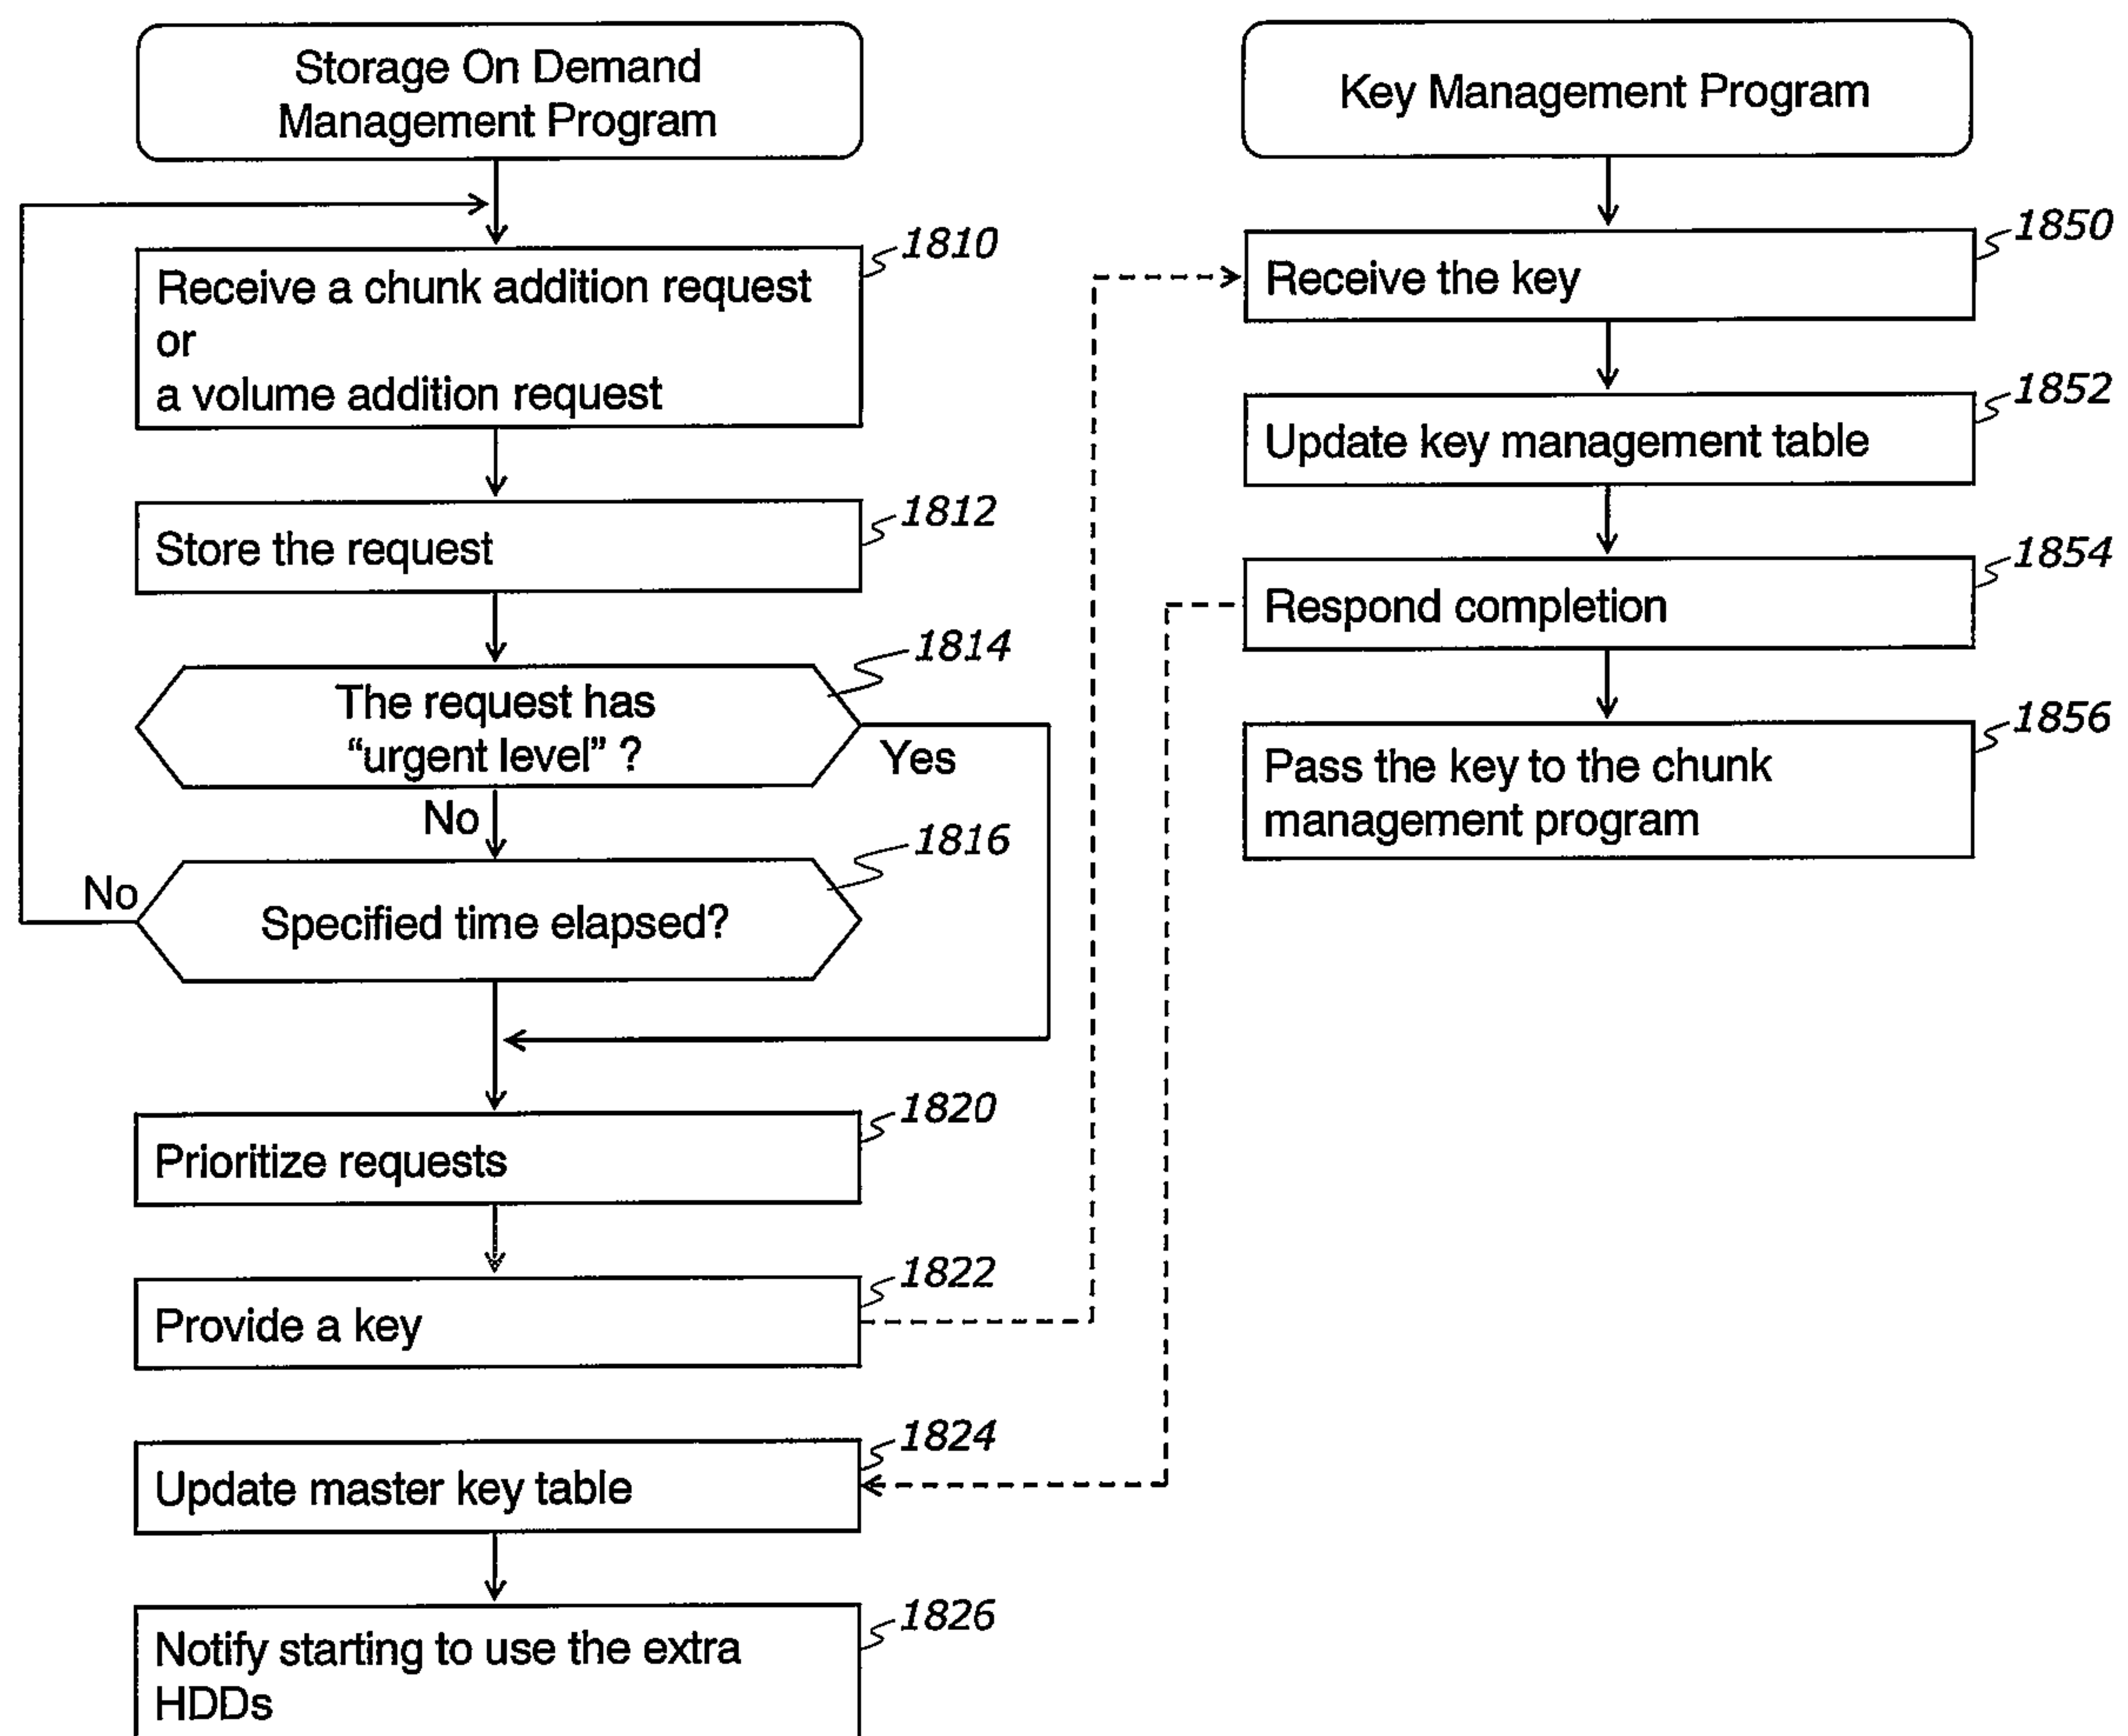 Storage On Demand
Management Program
1810
Receive a chunk addition request
or
a volume addition request
1812
Store the request
1814
The request has
“urgent level” ?
Yes
No
1816
Specified time elapsed?
No
1820
Prioritize requests
1822
Provide a key
1824
Update master key table
1826
Notify starting to use the extra
HDDs
Key Management Program
1850
Receive the key
1852
Update key management table
1854
Respond completion
1856
Pass the key to the chunk
management program